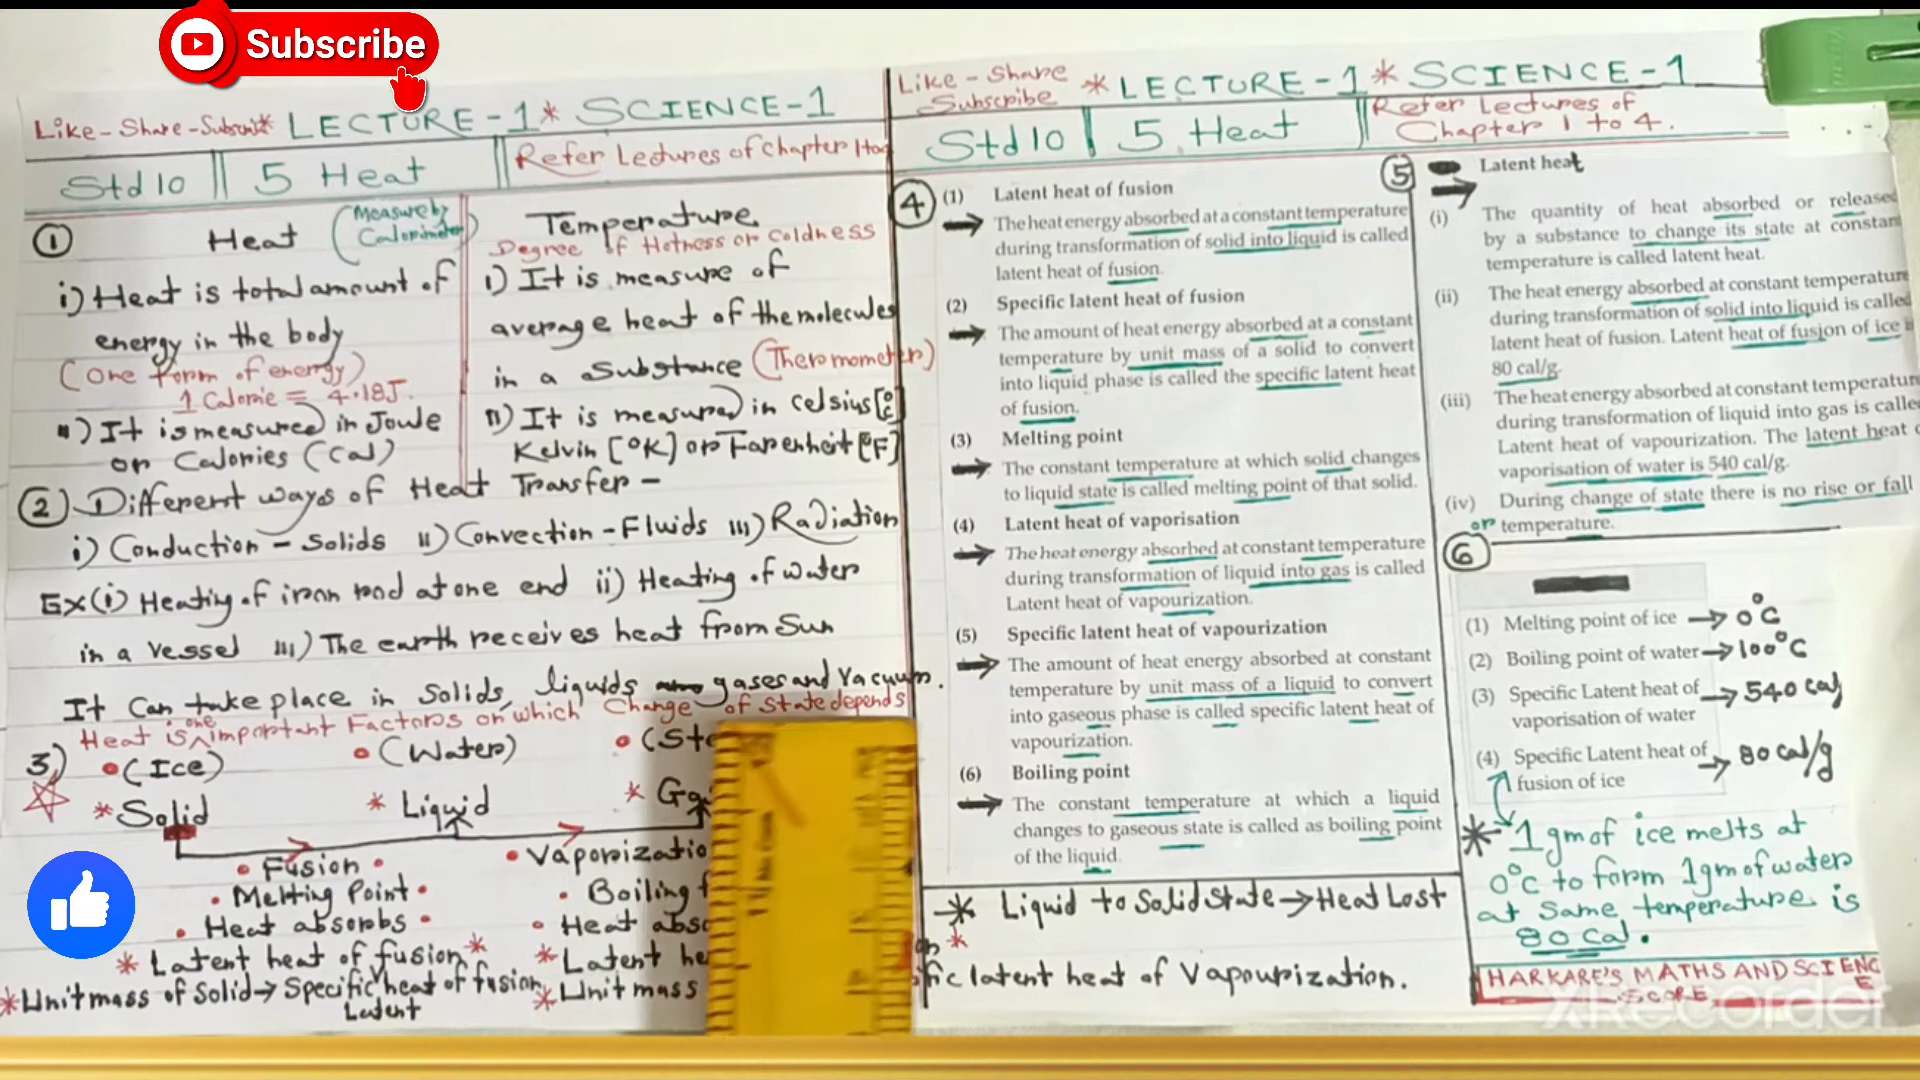 Subscribe
Like-Share-Subscri* LECTURE-1* SCIENCE-1
Std 10 || 5 Heat || Refer Lectures of Chapter 1 to 4
1 Heat (Measure by Calorimeter)
i) Heat is total amount of
energy in the body
(One form of energy)
1 Calorie = 4.18J.
ii) It is measured in Joule
or Calories (Cal)
Temperature
Degree of Hotness or coldness
i) It is measure of
average heat of the molecules
in a Substance (Thermometer)
ii) It is measured in Celsius [°C]
Kelvin [°K] or Farenheit [°F]
2 Different ways of Heat Transfer -
i) Conduction - Solids ii) Convection - Fluids iii) Radiation
Ex (i) Heating of iron rod at one end ii) Heating of water
in a vessel iii) The earth receives heat from Sun
It can take place in Solids, liquids gases and Vacuum.
Heat is one important Factors on which Change of State depends
3) • (Ice) • (Water) • (St
* Solid * Liquid * Ga
• Fusion • • Vaporizatio
• Melting Point • • Boiling
• Heat absorbs • • Heat abso
* Latent heat of fusion * * Latent he
* Unit mass of Solid → Specific Latent heat of fusion * Unit mass
Like-Share
Subscribe * LECTURE-1 * SCIENCE-1
Std 10 | 5 Heat || Refer Lectures of
Chapter 1 to 4.
4 (1) Latent heat of fusion
The heat energy absorbed at a constant temperature
during transformation of solid into liquid is called
latent heat of fusion.
(2) Specific latent heat of fusion
The amount of heat energy absorbed at a constant
temperature by unit mass of a solid to convert
into liquid phase is called the specific latent heat
of fusion.
(3) Melting point
The constant temperature at which solid changes
to liquid state is called melting point of that solid.
(4) Latent heat of vaporisation
The heat energy absorbed at constant temperature
during transformation of liquid into gas is called
Latent heat of vapourization.
(5) Specific latent heat of vapourization
The amount of heat energy absorbed at constant
temperature by unit mass of a liquid to convert
into gaseous phase is called specific latent heat of
vapourization.
(6) Boiling point
The constant temperature at which a liquid
changes to gaseous state is called as boiling point
of the liquid.
* Liquid to Solid State → Heat Lost
on *
fic latent heat of Vapourization.
5 Latent heat
(i) The quantity of heat absorbed or released
by a substance to change its state at constant
temperature is called latent heat.
(ii) The heat energy absorbed at constant temperature
during transformation of solid into liquid is called
latent heat of fusion. Latent heat of fusion of ice is
80 cal/g.
(iii) The heat energy absorbed at constant temperature
during transformation of liquid into gas is called
Latent heat of vapourization. The latent heat o
vaporisation of water is 540 cal/g.
(iv) During change of state there is no rise or fall
or temperature.
6
(1) Melting point of ice → 0°C
(2) Boiling point of water → 100°C
(3) Specific Latent heat of → 540 cal
vaporisation of water
(4) Specific Latent heat of → 80 cal/g
fusion of ice
* 1 gm of ice melts at
0°C to form 1gm of water
at same temperature is
80 Cal.
HARKARE'S MATHS AND SCIENCE
SCORE
XRecorder